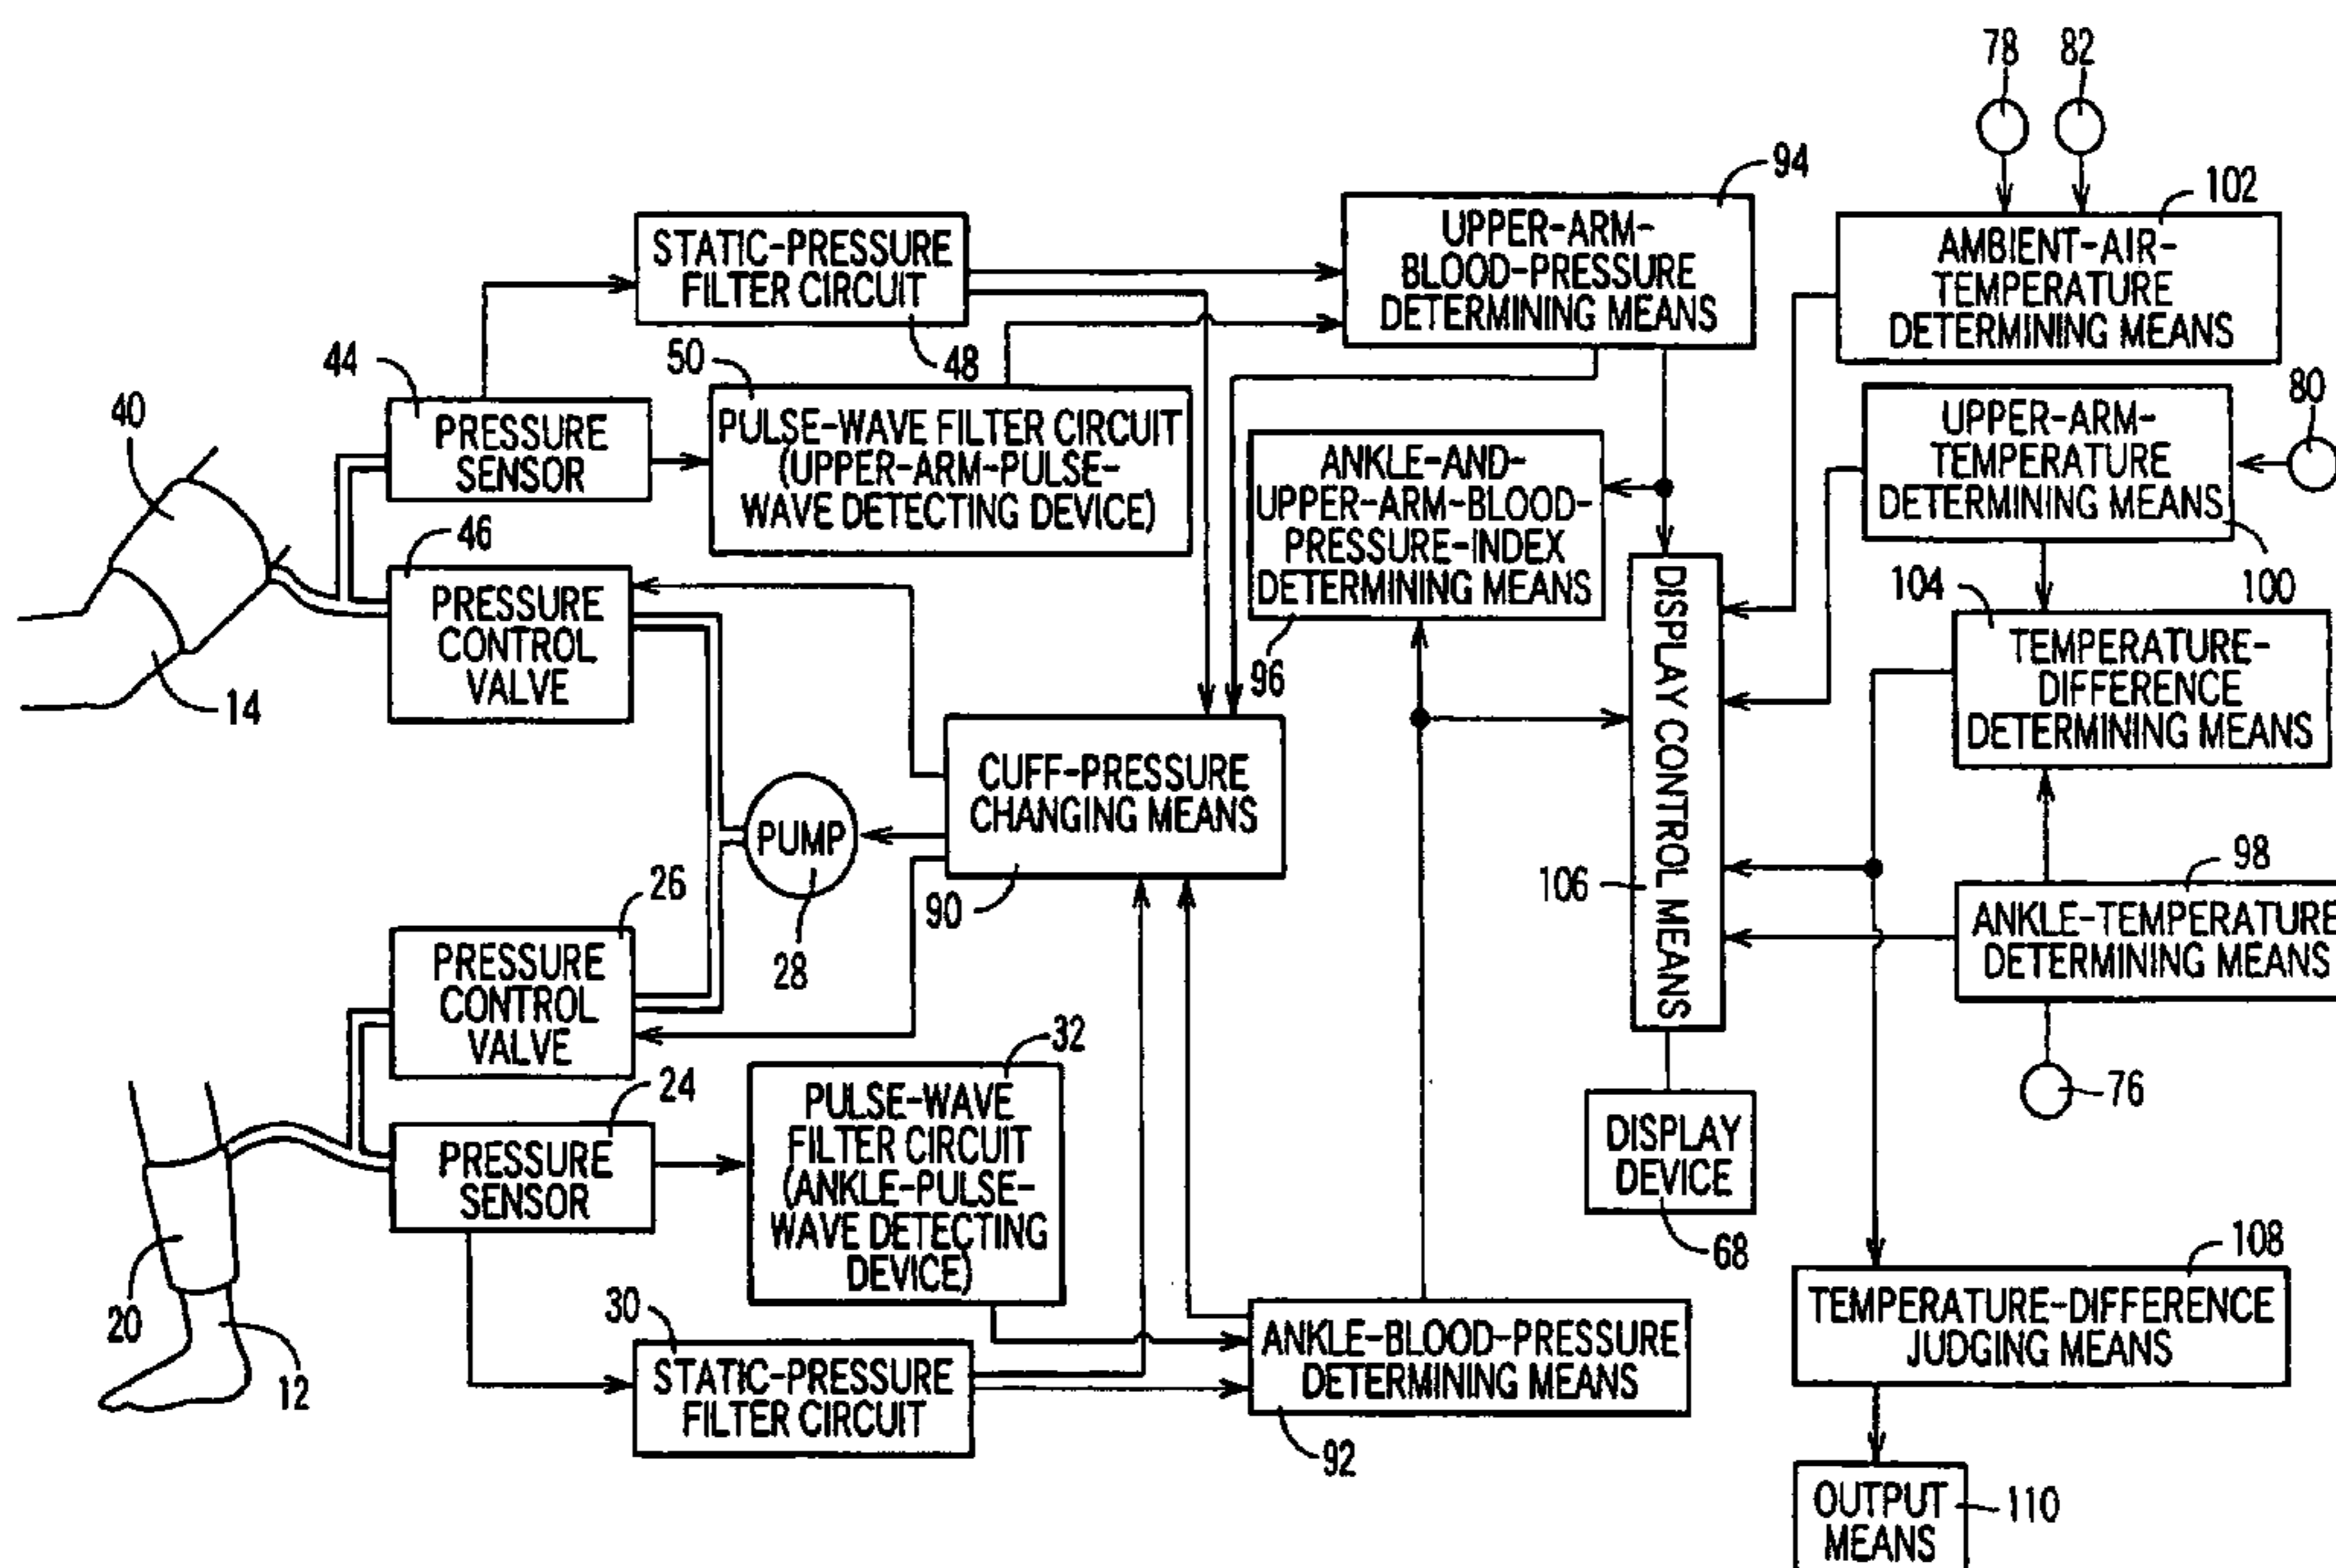 78
82
94
102
STATIC-PRESSURE
FILTER CIRCUIT
48
UPPER-ARM-
BLOOD-PRESSURE
DETERMINING MEANS
AMBIENT-AIR-
TEMPERATURE
DETERMINING MEANS
44
50
80
40
PRESSURE
SENSOR
PULSE-WAVE FILTER CIRCUIT
(UPPER-ARM-PULSE-
WAVE DETECTING DEVICE)
ANKLE-AND-
UPPER-ARM-BLOOD-
PRESSURE-INDEX
DETERMINING MEANS
96
UPPER-ARM-
TEMPERATURE
DETERMINING MEANS
100
46
PRESSURE
CONTROL
VALVE
14
104
TEMPERATURE-
DIFFERENCE
DETERMINING MEANS
DISPLAY CONTROL MEANS
106
CUFF-PRESSURE
CHANGING MEANS
90
PUMP
28
98
ANKLE-TEMPERATURE
DETERMINING MEANS
76
26
PRESSURE
CONTROL
VALVE
24
PRESSURE
SENSOR
32
PULSE-WAVE
FILTER CIRCUIT
(ANKLE-PULSE-
WAVE DETECTING
DEVICE)
DISPLAY
DEVICE
68
20
12
30
STATIC-PRESSURE
FILTER CIRCUIT
ANKLE-BLOOD-PRESSURE
DETERMINING MEANS
92
108
TEMPERATURE-DIFFERENCE
JUDGING MEANS
OUTPUT
MEANS
110